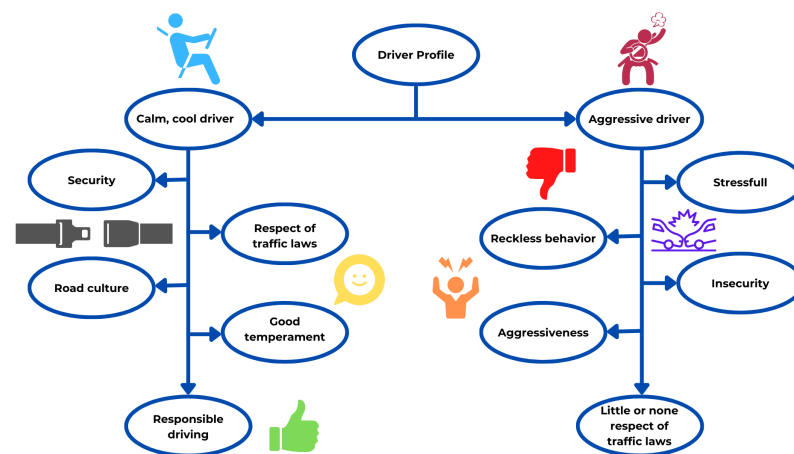 Driver Profile
Calm, cool driver
Aggressive driver
Security
Stressfull
Respect of
traffic laws
Reckless behavior
Road culture
Insecurity
Good
temperament
Aggressiveness
Responsible
driving
Little or none
respect of
traffic laws